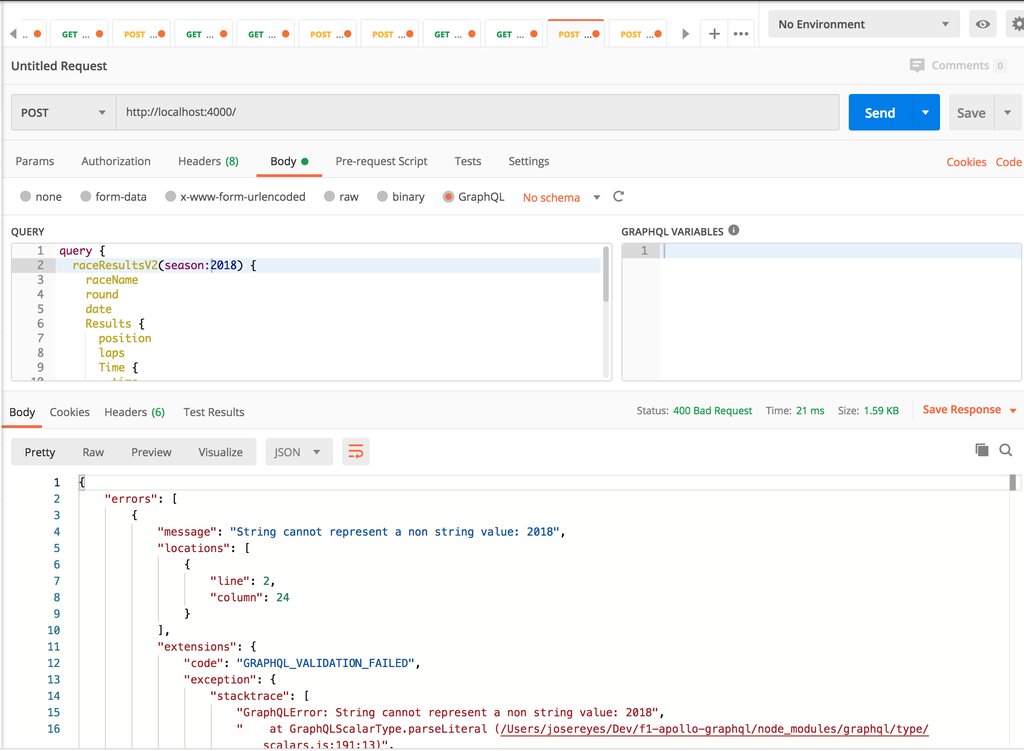 .. GET ... POST ... GET ... GET ... POST ... POST ... GET ... GET ... POST ... POST ... + ••• No Environment
Untitled Request Comments 0
POST http://localhost:4000/ Send Save
Params Authorization Headers (8) Body Pre-request Script Tests Settings Cookies Code
none form-data x-www-form-urlencoded raw binary GraphQL No schema
QUERY GRAPHQL VARIABLES
1 query { 1
2 raceResultsV2(season:2018) {
3 raceName
4 round
5 date
6 Results {
7 position
8 laps
9 Time {
10 time
Body Cookies Headers (6) Test Results Status: 400 Bad Request Time: 21 ms Size: 1.59 KB Save Response
Pretty Raw Preview Visualize JSON
1 {
2 "errors": [
3 {
4 "message": "String cannot represent a non string value: 2018",
5 "locations": [
6 {
7 "line": 2,
8 "column": 24
9 }
10 ],
11 "extensions": {
12 "code": "GRAPHQL_VALIDATION_FAILED",
13 "exception": {
14 "stacktrace": [
15 "GraphQLError: String cannot represent a non string value: 2018",
16 "    at GraphQLScalarType.parseLiteral (/Users/josereyes/Dev/f1-apollo-graphql/node_modules/graphql/type/
scalars.js:191:13)",